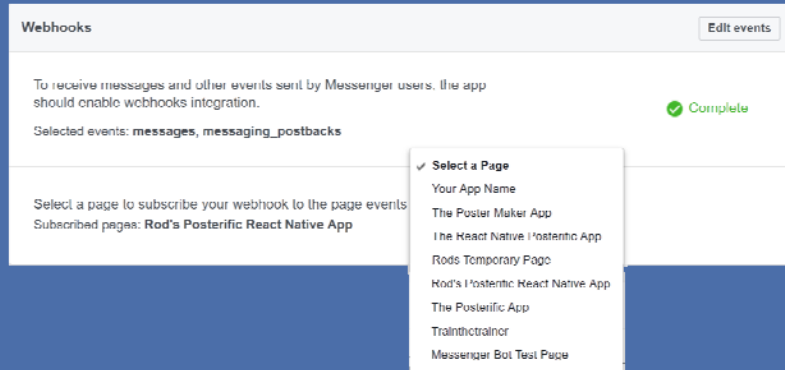 Webhooks
Edit events
To receive messages and other events sent by Messenger users, the app
should enable webhooks integration.
Complete
Selected events: messages, messaging_postbacks
Select a page to subscribe your webhook to the page events
Subscribed pages: Rod's Posterific React Native App
Select a Page
Your App Name
The Poster Maker App
The React Native Posterific App
Rods Temporary Page
Rod's Posterific React Native App
The Posterific App
Trainthetrainer
Messenger Bot Test Page